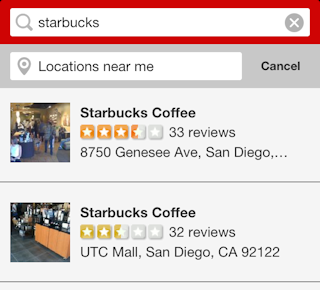 starbucks
Locations near me Cancel
Starbucks Coffee
33 reviews
8750 Genesee Ave, San Diego,...
Starbucks Coffee
32 reviews
UTC Mall, San Diego, CA 92122